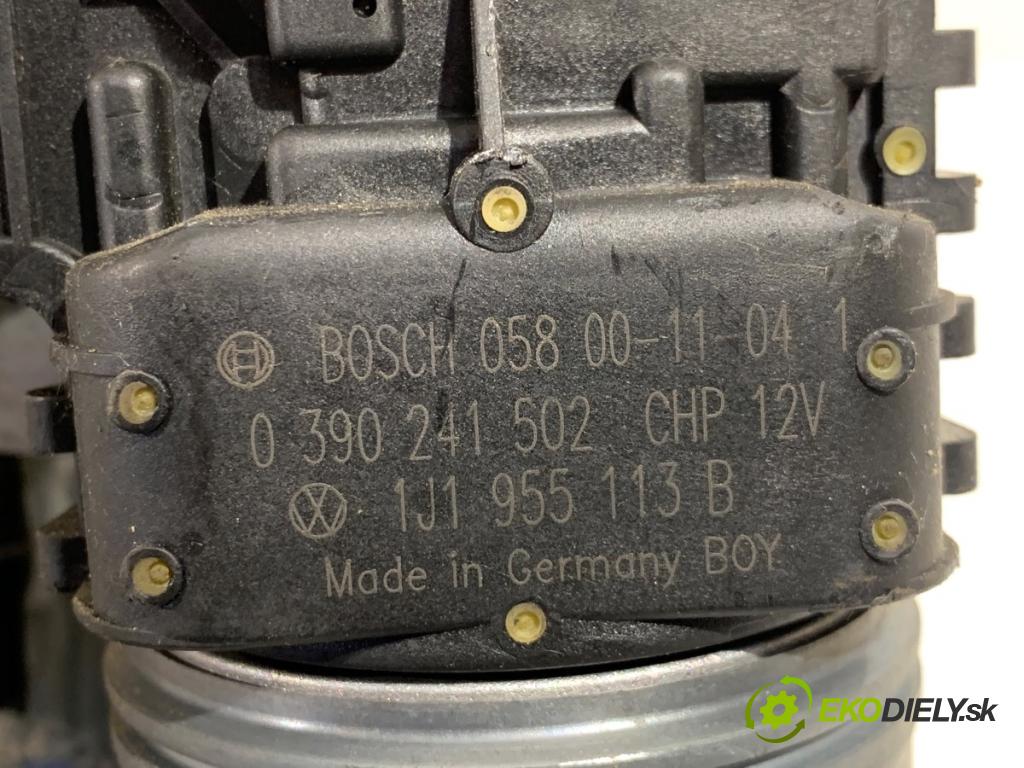 BOSCH 058 00-11-04 1
0 390 241 502 CHP 12V
1J1 955 113 B
Made in Germany BOY
EKODIELY.sk